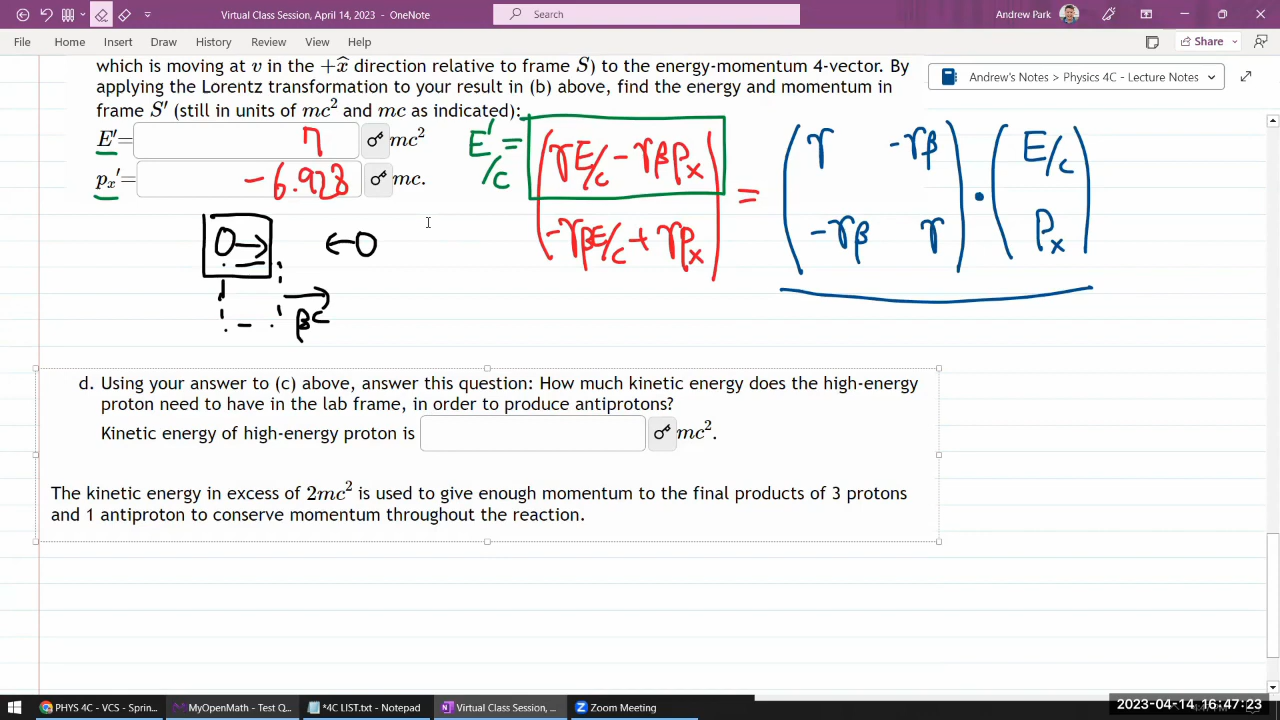 Virtual Class Session, April 14, 2023 - OneNote
Search
Andrew Park
File Home Insert Draw History Review View Help
Share
Andrew's Notes > Physics 4C - Lecture Notes
which is moving at v in the +x̂ direction relative to frame S) to the energy-momentum 4-vector. By
applying the Lorentz transformation to your result in (b) above, find the energy and momentum in
frame S′ (still in units of mc² and mc as indicated):
E′= 7 mc²
pₓ′= -6.928 mc.
E′/c = (γE/c - γβpₓ
-γβE/c + γpₓ) = (γ -γβ
-γβ γ) · (E/c
pₓ)
βc
d. Using your answer to (c) above, answer this question: How much kinetic energy does the high-energy
proton need to have in the lab frame, in order to produce antiprotons?
Kinetic energy of high-energy proton is mc².
The kinetic energy in excess of 2mc² is used to give enough momentum to the final products of 3 protons
and 1 antiproton to conserve momentum throughout the reaction.
PHYS 4C - VCS - Sprin...
MyOpenMath - Test Q...
*4C LIST.txt - Notepad
Virtual Class Session, ...
Zoom Meeting
2023-04-14 16:47:23